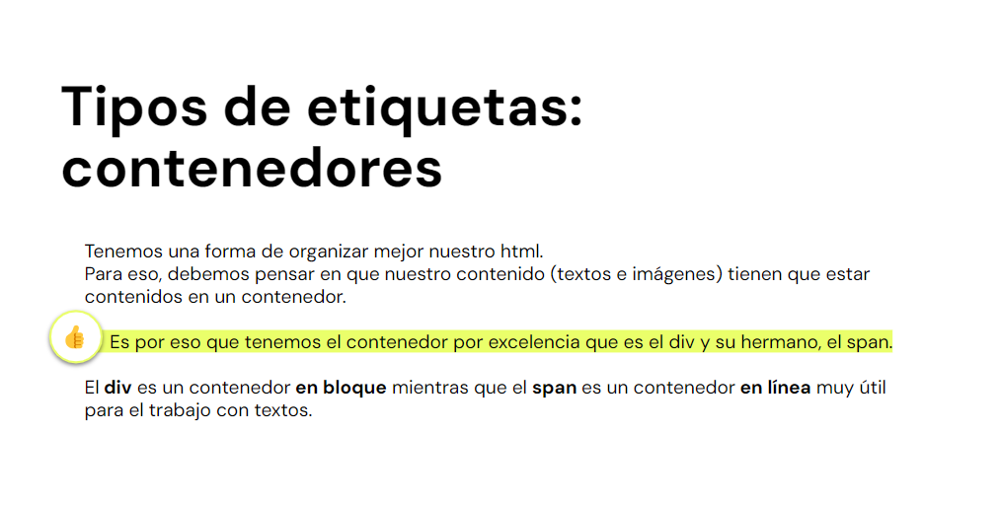 Tipos de etiquetas:
contenedores
Tenemos una forma de organizar mejor nuestro html.
Para eso, debemos pensar en que nuestro contenido (textos e imágenes) tienen que estar
contenidos en un contenedor.
Es por eso que tenemos el contenedor por excelencia que es el div y su hermano, el span.
El div es un contenedor en bloque mientras que el span es un contenedor en línea muy útil
para el trabajo con textos.